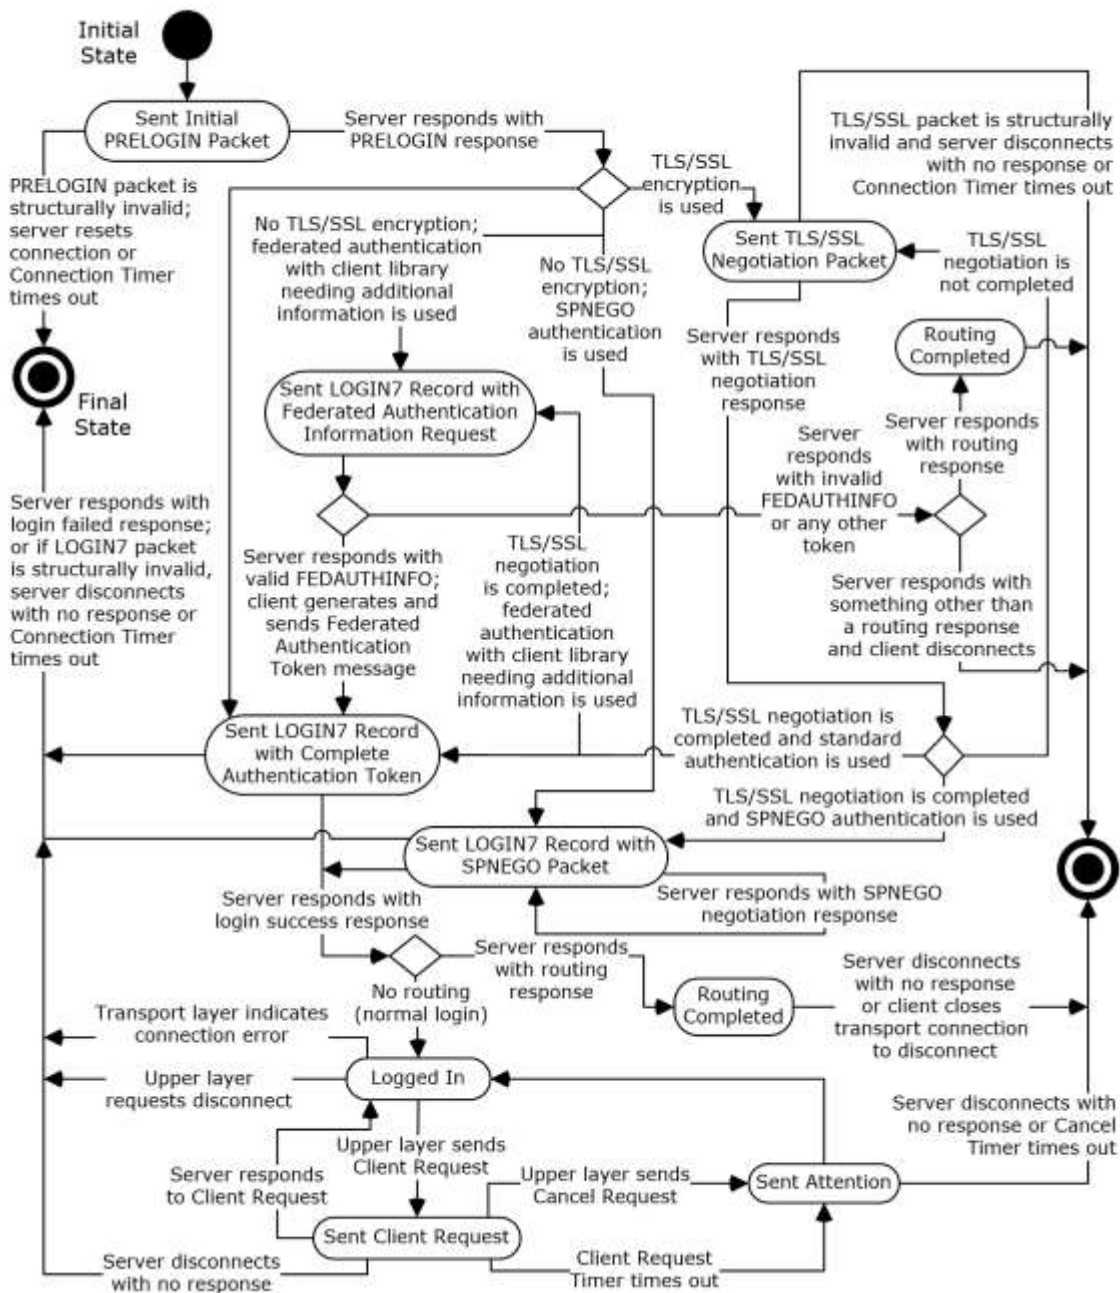 Initial
State
Sent Initial
PRELOGIN Packet
Server responds with
PRELOGIN response
TLS/SSL packet is structurally
invalid and server disconnects
with no response or
Connection Timer times out
PRELOGIN packet is
structurally invalid;
server resets
connection or
Connection Timer
times out
TLS/SSL
encryption
is used
No TLS/SSL encryption;
federated authentication
with client library
needing additional
information is used
No TLS/SSL
encryption;
SPNEGO
authentication
is used
Sent TLS/SSL
Negotiation Packet
TLS/SSL
negotiation is
not completed
Server responds
with TLS/SSL
negotiation
response
Routing
Completed
Final
State
Sent LOGIN7 Record with
Federated Authentication
Information Request
Server responds
with routing
response
Server
responds
with invalid
FEDAUTHINFO
or any other
token
Server responds with
login failed response;
or if LOGIN7 packet
is structurally invalid,
server disconnects
with no response or
Connection Timer
times out
Server responds with
valid FEDAUTHINFO;
client generates and
sends Federated
Authentication
Token message
TLS/SSL
negotiation
is completed;
federated
authentication
with client library
needing additional
information is used
Server responds with
something other than
a routing response
and client disconnects
Sent LOGIN7 Record
with Complete
Authentication Token
TLS/SSL negotiation is
completed and standard
authentication is used
TLS/SSL negotiation is completed
and SPNEGO authentication is used
Sent LOGIN7 Record with
SPNEGO Packet
Server responds with SPNEGO
negotiation response
Server responds with
login success response
Server responds
with routing
response
No routing
(normal login)
Routing
Completed
Server disconnects
with no response
or client closes
transport connection
to disconnect
Transport layer indicates
connection error
Logged In
Upper layer
requests disconnect
Server disconnects with
no response or Cancel
Timer times out
Upper layer sends
Client Request
Server responds
to Client Request
Upper layer sends
Cancel Request
Sent Attention
Sent Client Request
Server disconnects
with no response
Client Request
Timer times out